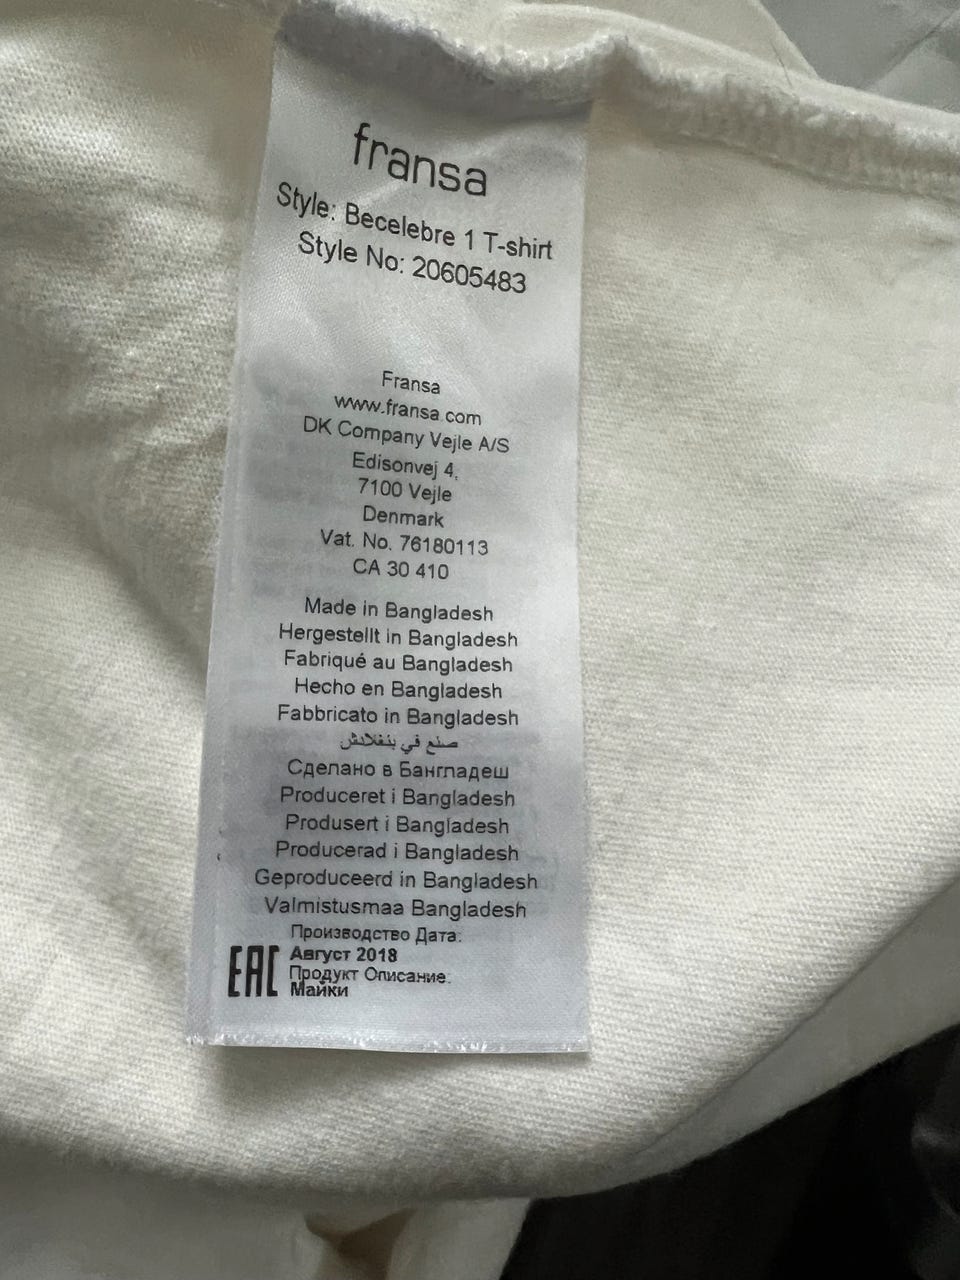 fransa
Style: Becelebre 1 T-shirt
Style No: 20605483
Fransa
www.fransa.com
DK Company Vejle A/S
Edisonvej 4,
7100 Vejle
Denmark
Vat. No. 76180113
CA 30 410
Made in Bangladesh
Hergestellt in Bangladesh
Fabriqué au Bangladesh
Hecho en Bangladesh
Fabbricato in Bangladesh
صنع في بنغلادش
Сделано в Бангладеш
Produceret i Bangladesh
Produsert i Bangladesh
Producerad i Bangladesh
Geproduceerd in Bangladesh
Valmistusmaa Bangladesh
Производство Дата:
EAC Август 2018
Продукт Описание:
Майки